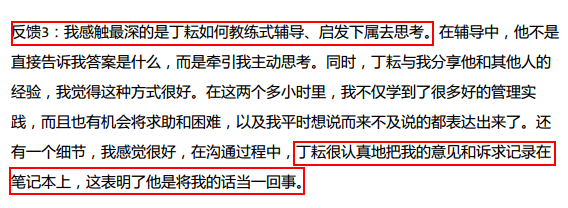 反馈3：我感触最深的是丁耘如何教练式辅导、启发下属去思考。在辅导中，他不是
直接告诉我答案是什么，而是牵引我主动思考。同时，丁耘与我分享他和其他人的
经验，我觉得这种方式很好。在这两个多小时里，我不仅学到了很多好的管理实
践，而且也有机会将求助和困难，以及我平时想说而来不及说的都表达出来了。还
有一个细节，我感觉很好，在沟通过程中，丁耘很认真地把我的意见和诉求记录在
笔记本上，这表明了他是将我的话当一回事。